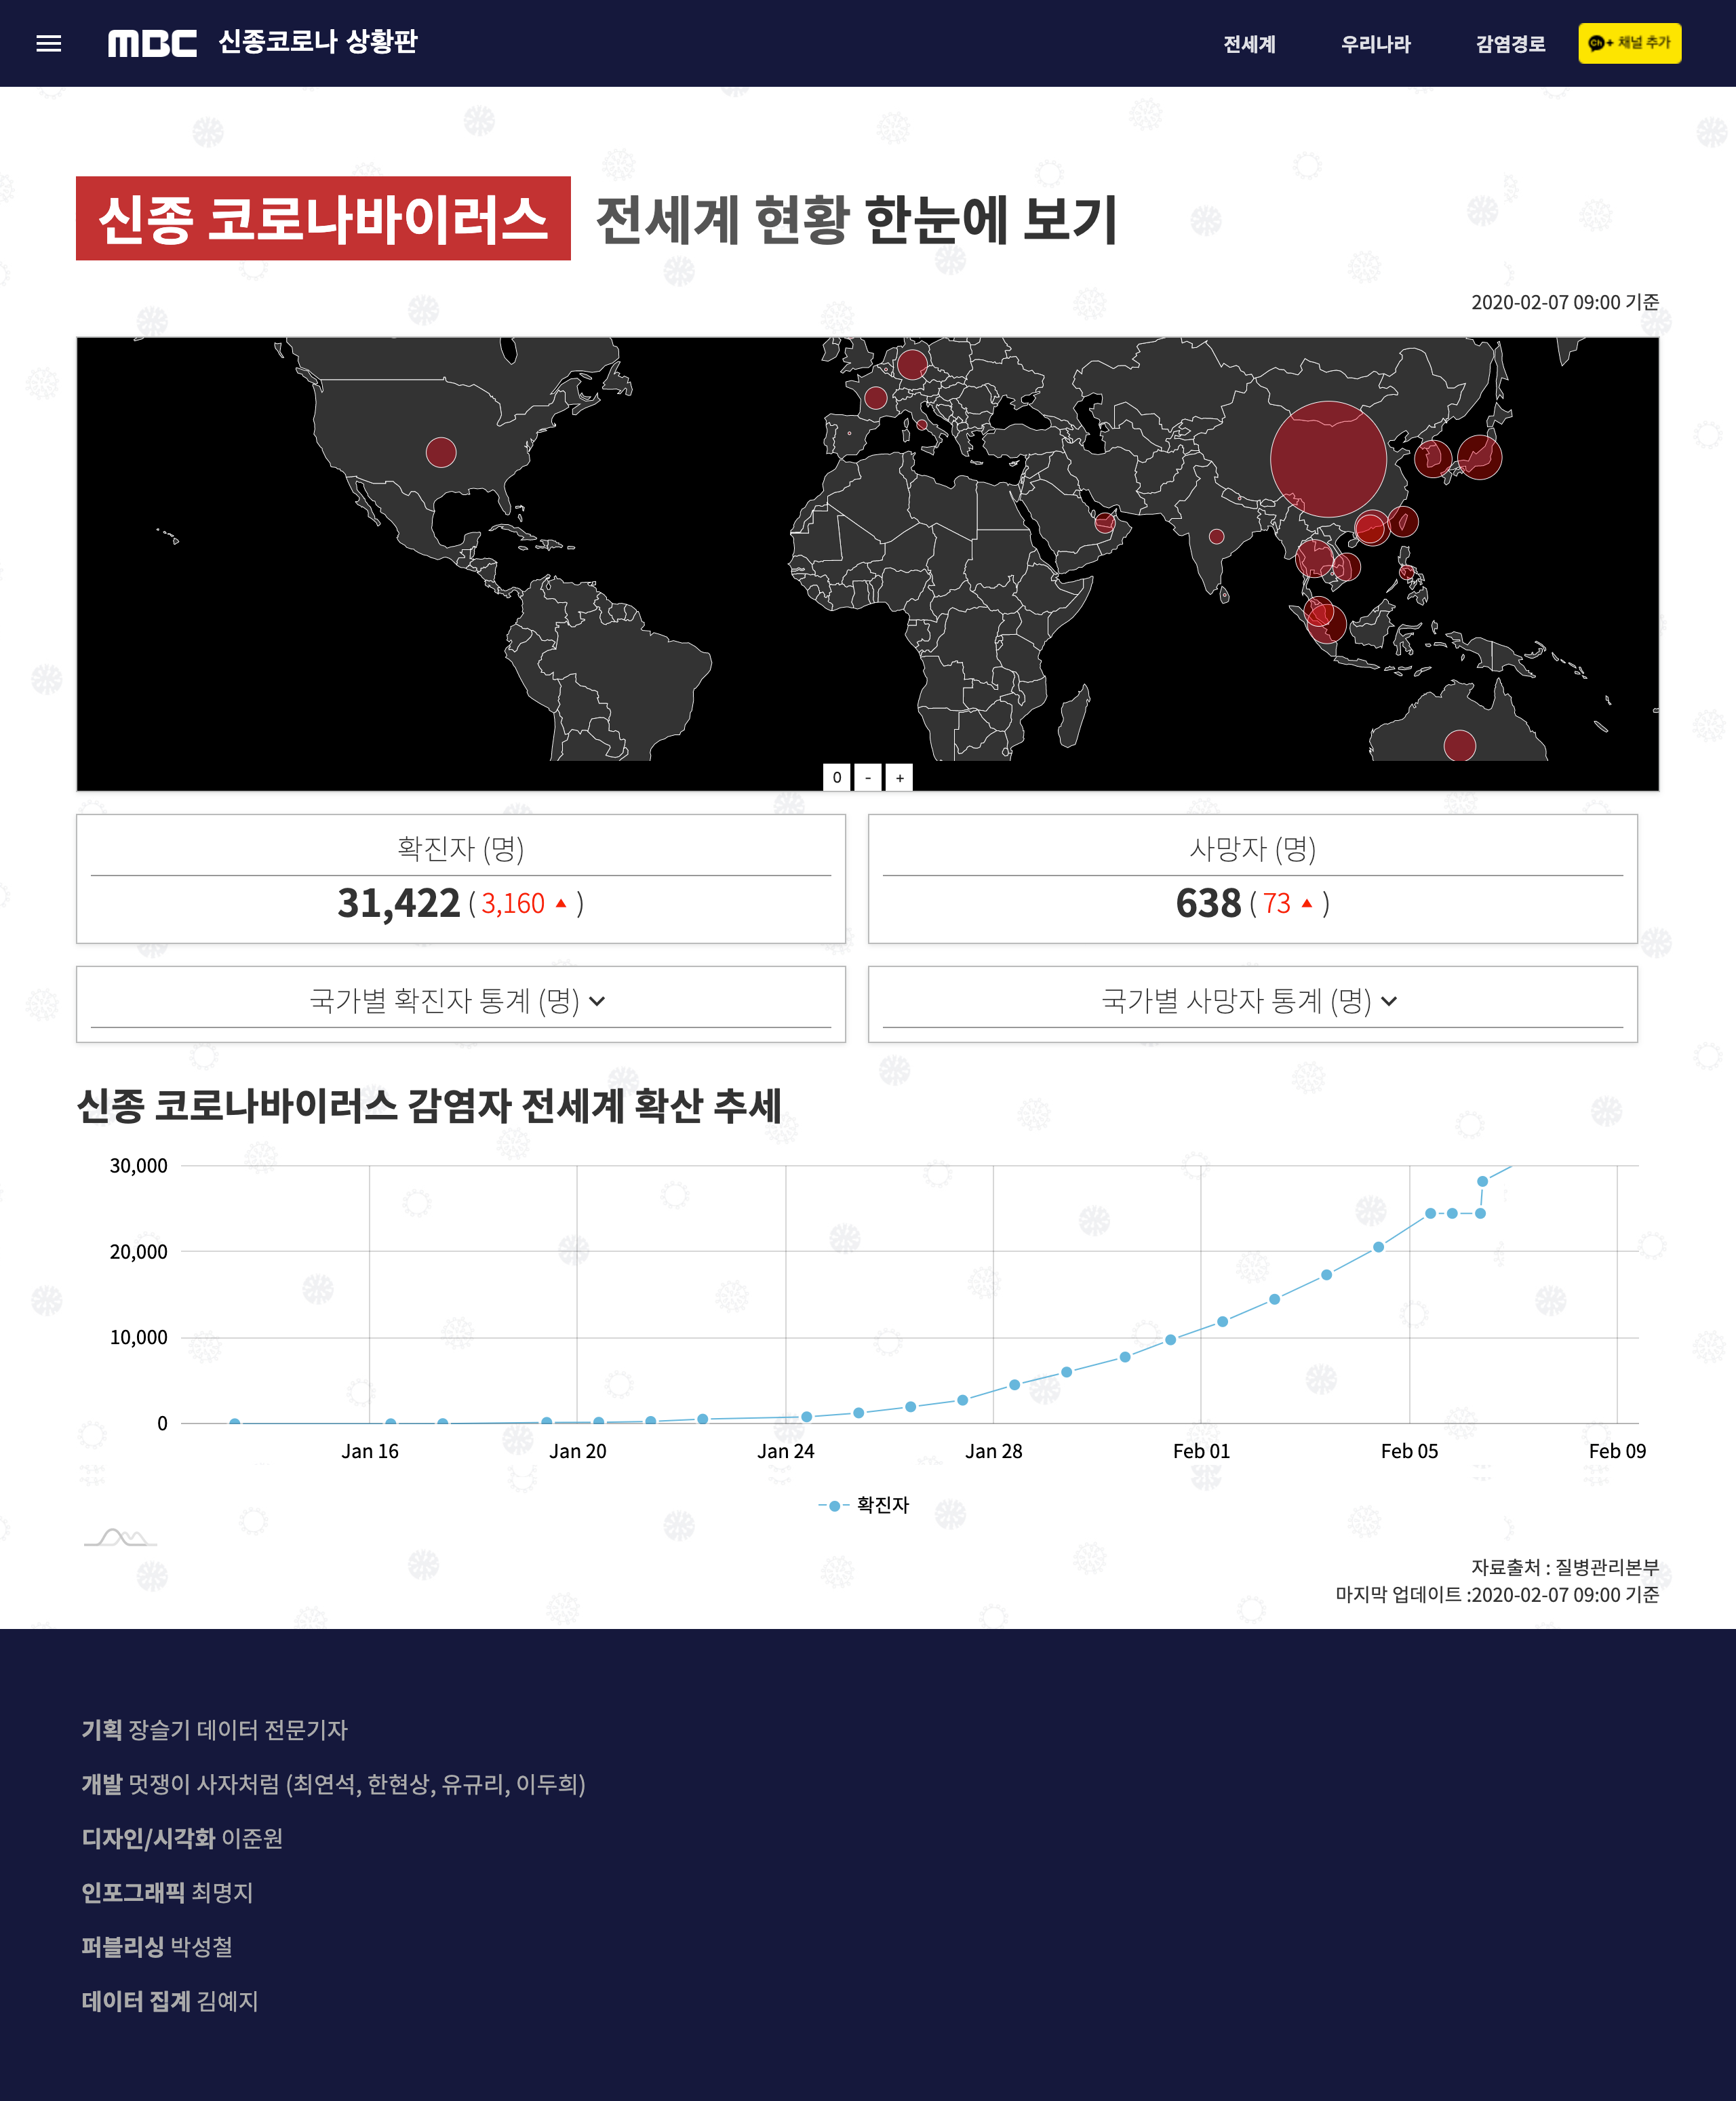 MBC 신종코로나 상황판
전세계
우리나라
감염경로
Ch+ 채널 추가
신종 코로나바이러스 전세계 현황 한눈에 보기
2020-02-07 09:00 기준
0
-
+
확진자 (명)
31,422 ( 3,160 ▲ )
사망자 (명)
638 ( 73 ▲ )
국가별 확진자 통계 (명)
국가별 사망자 통계 (명)
신종 코로나바이러스 감염자 전세계 확산 추세
30,000
20,000
10,000
0
Jan 16
Jan 20
Jan 24
Jan 28
Feb 01
Feb 05
Feb 09
확진자
자료출처 : 질병관리본부
마지막 업데이트 :2020-02-07 09:00 기준
기획 장슬기 데이터 전문기자
개발 멋쟁이 사자처럼 (최연석, 한현상, 유규리, 이두희)
디자인/시각화 이준원
인포그래픽 최명지
퍼블리싱 박성철
데이터 집계 김예지